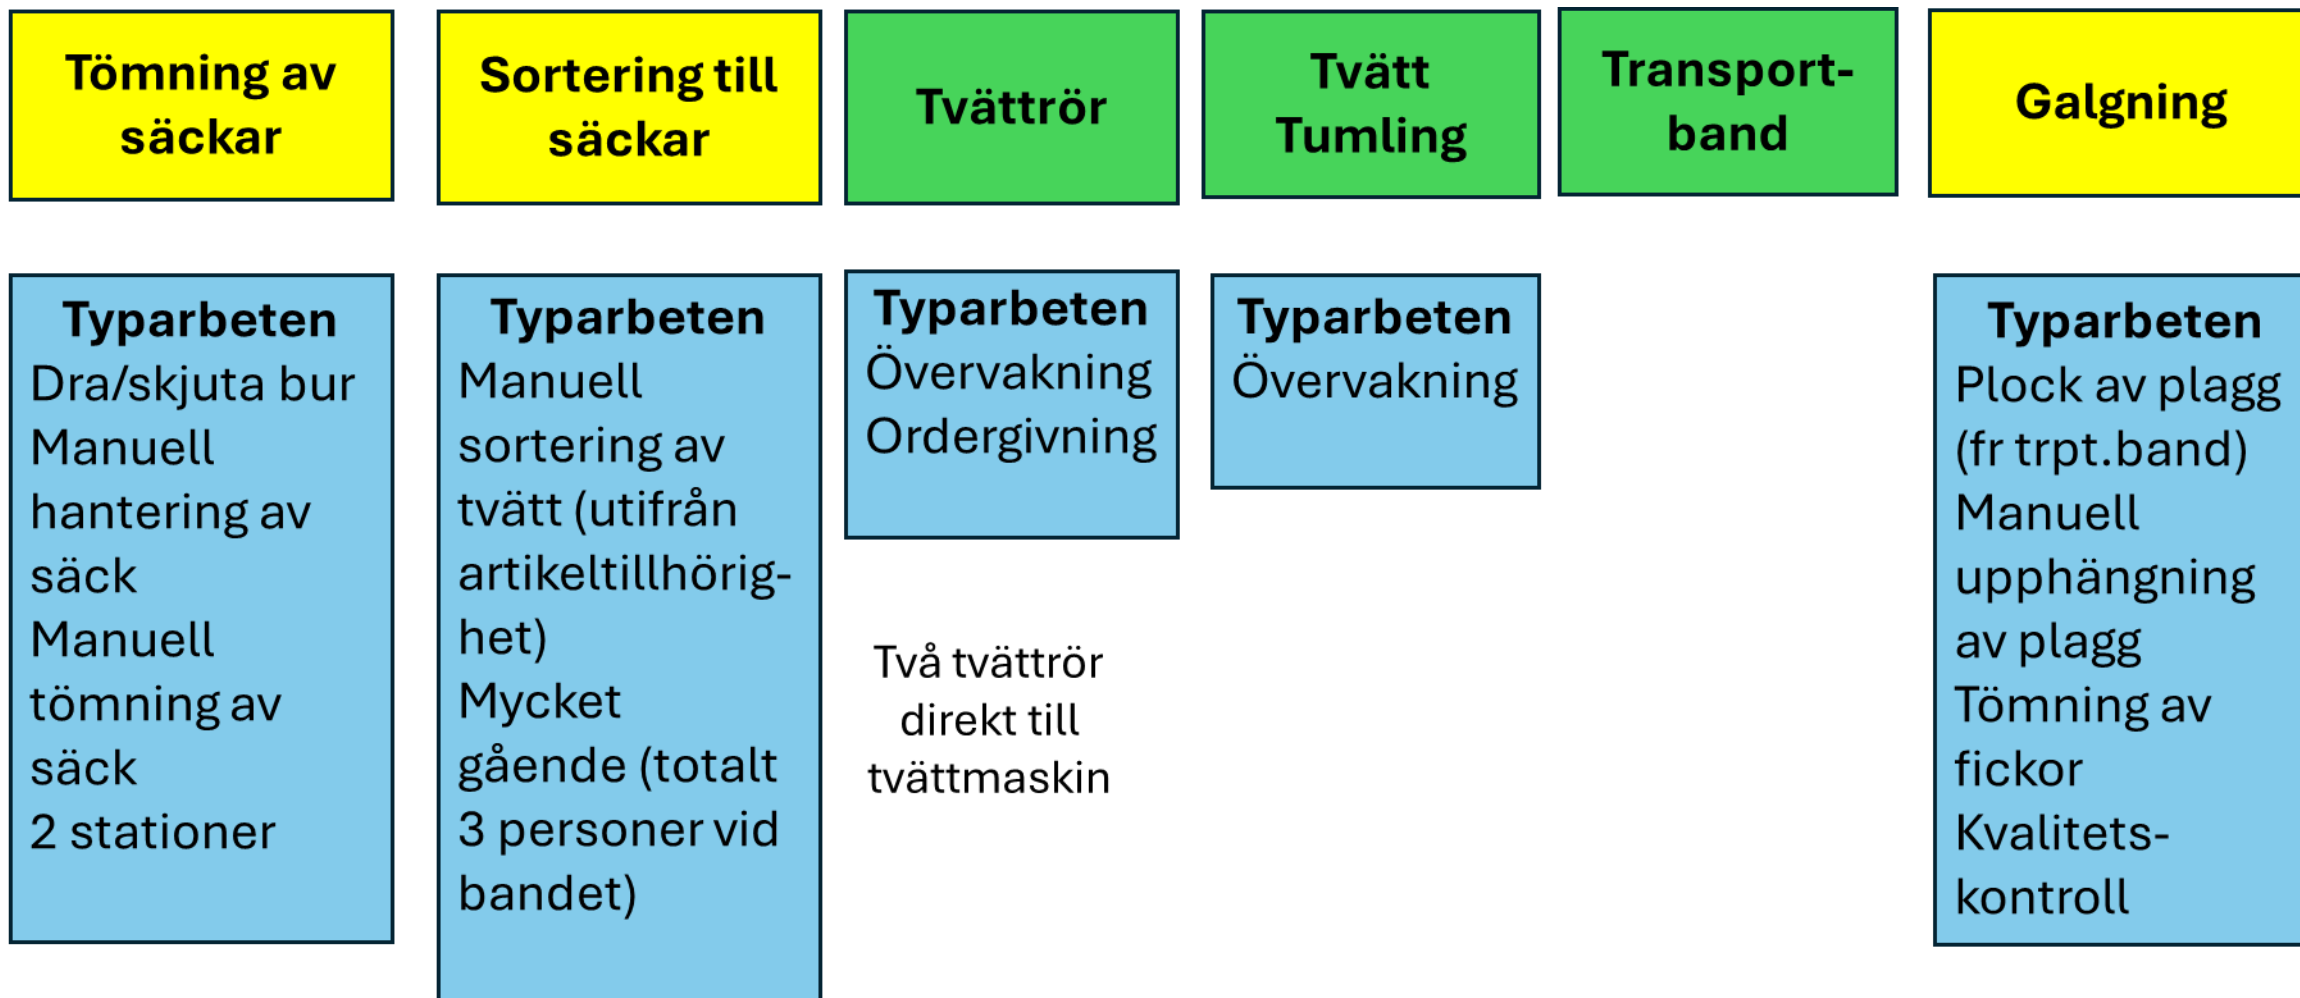 Tömning av
säckar
Sortering till
säckar
Tvättrör
Tvätt
Tumling
Transport-
band
Galgning
Typarbeten
Dra/skjuta bur
Manuell
hantering av
säck
Manuell
tömning av
säck
2 stationer
Typarbeten
Manuell
sortering av
tvätt (utifrån
artikeltillhörig-
het)
Mycket
gående (totalt
3 personer vid
bandet)
Typarbeten
Övervakning
Ordergivning
Två tvättrör
direkt till
tvättmaskin
Typarbeten
Övervakning
Typarbeten
Plock av plagg
(fr trpt.band)
Manuell
upphängning
av plagg
Tömning av
fickor
Kvalitets-
kontroll